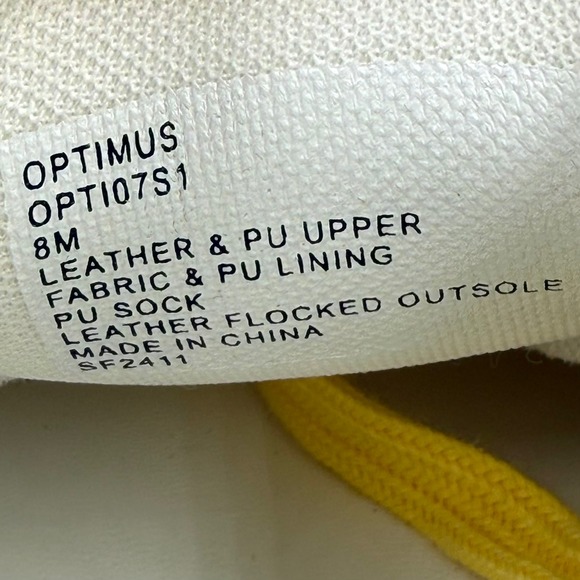 OPTIMUS
OPTI07S1
8M
LEATHER & PU UPPER
FABRIC & PU LINING
PU SOCK
LEATHER FLOCKED OUTSOLE
MADE IN CHINA
SF2411